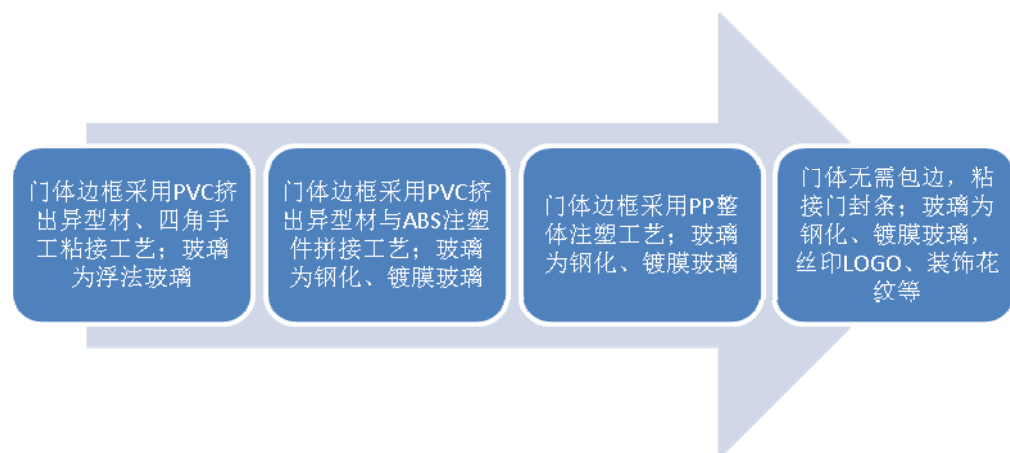 门体边框采用PVC挤
出异型材、四角手
工粘接工艺；玻璃
为浮法玻璃
门体边框采用PVC挤
出异型材与ABS注塑
件拼接工艺；玻璃
为钢化、镀膜玻璃
门体边框采用PP整
体注塑工艺；玻璃
为钢化、镀膜玻璃
门体无需包边，粘
接门封条；玻璃为
钢化、镀膜玻璃，
丝印LOGO、装饰花
纹等